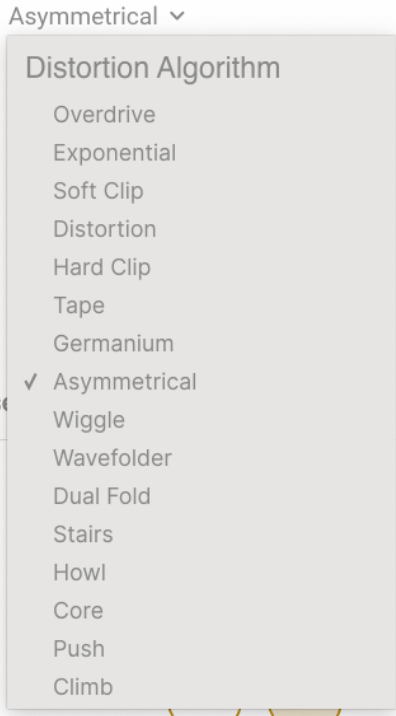 Asymmetrical
Distortion Algorithm
Overdrive
Exponential
Soft Clip
Distortion
Hard Clip
Tape
Germanium
✓ Asymmetrical
Wiggle
Wavefolder
Dual Fold
Stairs
Howl
Core
Push
Climb